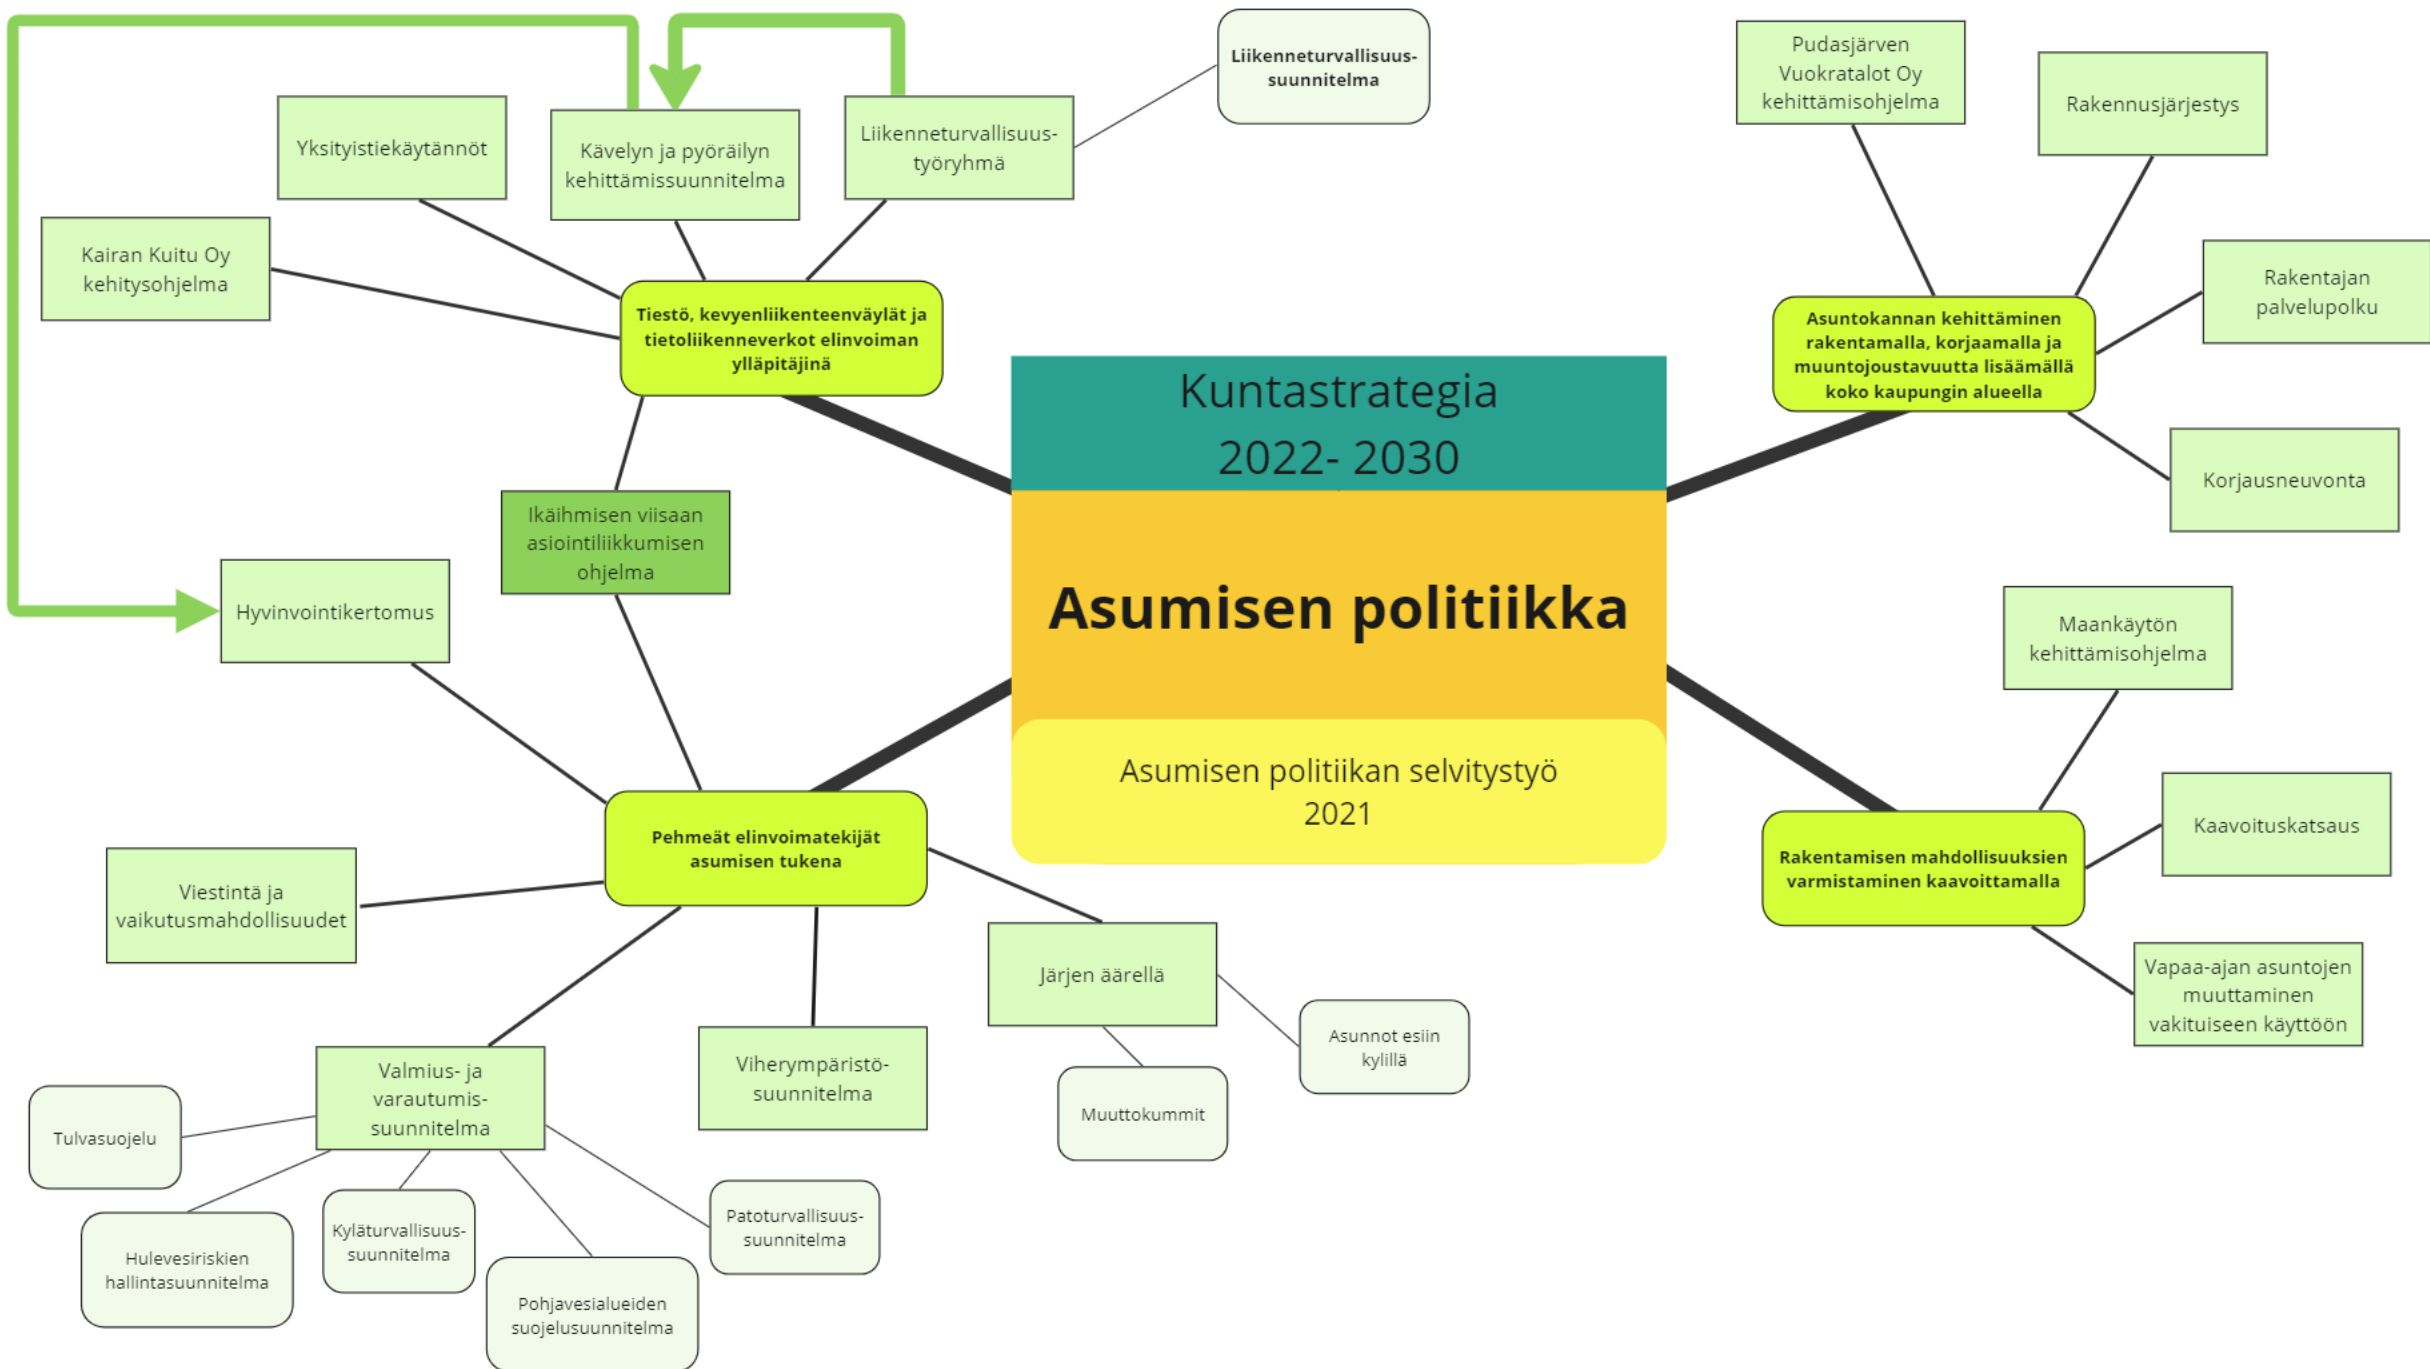 Liikenneturvallisuus-
suunnitelma
Yksityistiekäytännöt
Kävelyn ja pyöräilyn
kehittämissuunnitelma
Liikenneturvallisuus-
työryhmä
Kairan Kuitu Oy
kehitysohjelma
Tiestö, kevyenliikenteenväylät ja
tietoliikenneverkot elinvoiman
ylläpitäjinä
Pudasjärven
Vuokratalot Oy
kehittämisohjelma
Rakennusjärjestys
Rakentajan
palvelupolku
Asuntokannan kehittäminen
rakentamalla, korjaamalla ja
muuntojoustavuutta lisäämällä
koko kaupungin alueella
Korjausneuvonta
Kuntastrategia
2022- 2030
Asumisen politiikka
Asumisen politiikan selvitystyö
2021
Ikäihmisen viisaan
asiointiliikkumisen
ohjelma
Hyvinvointikertomus
Pehmeät elinvoimatekijät
asumisen tukena
Viestintä ja
vaikutusmahdollisuudet
Maankäytön
kehittämisohjelma
Kaavoituskatsaus
Rakentamisen mahdollisuuksien
varmistaminen kaavoittamalla
Vapaa-ajan asuntojen
muuttaminen
vakituiseen käyttöön
Järjen äärellä
Asunnot esiin
kylillä
Muuttokummit
Viherympäristö-
suunnitelma
Valmius- ja
varautumis-
suunnitelma
Tulvasuojelu
Hulevesiriskien
hallintasuunnitelma
Kyläturvallisuus-
suunnitelma
Pohjavesialueiden
suojelusuunnitelma
Patoturvallisuus-
suunnitelma